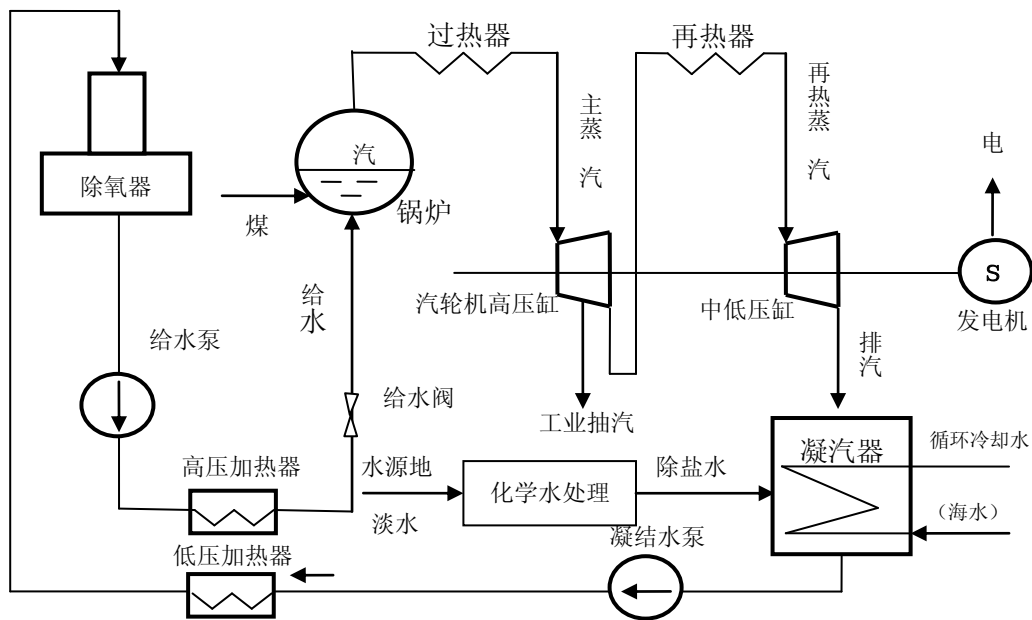 过热器
再热器
主蒸汽
再热蒸汽
电
汽
除氧器
煤
锅炉
S
给水
汽轮机高压缸
中低压缸
发电机
给水泵
排汽
给水阀
工业抽汽
凝汽器
循环冷却水
高压加热器
水源地
化学水处理
除盐水
淡水
（海水）
凝结水泵
低压加热器